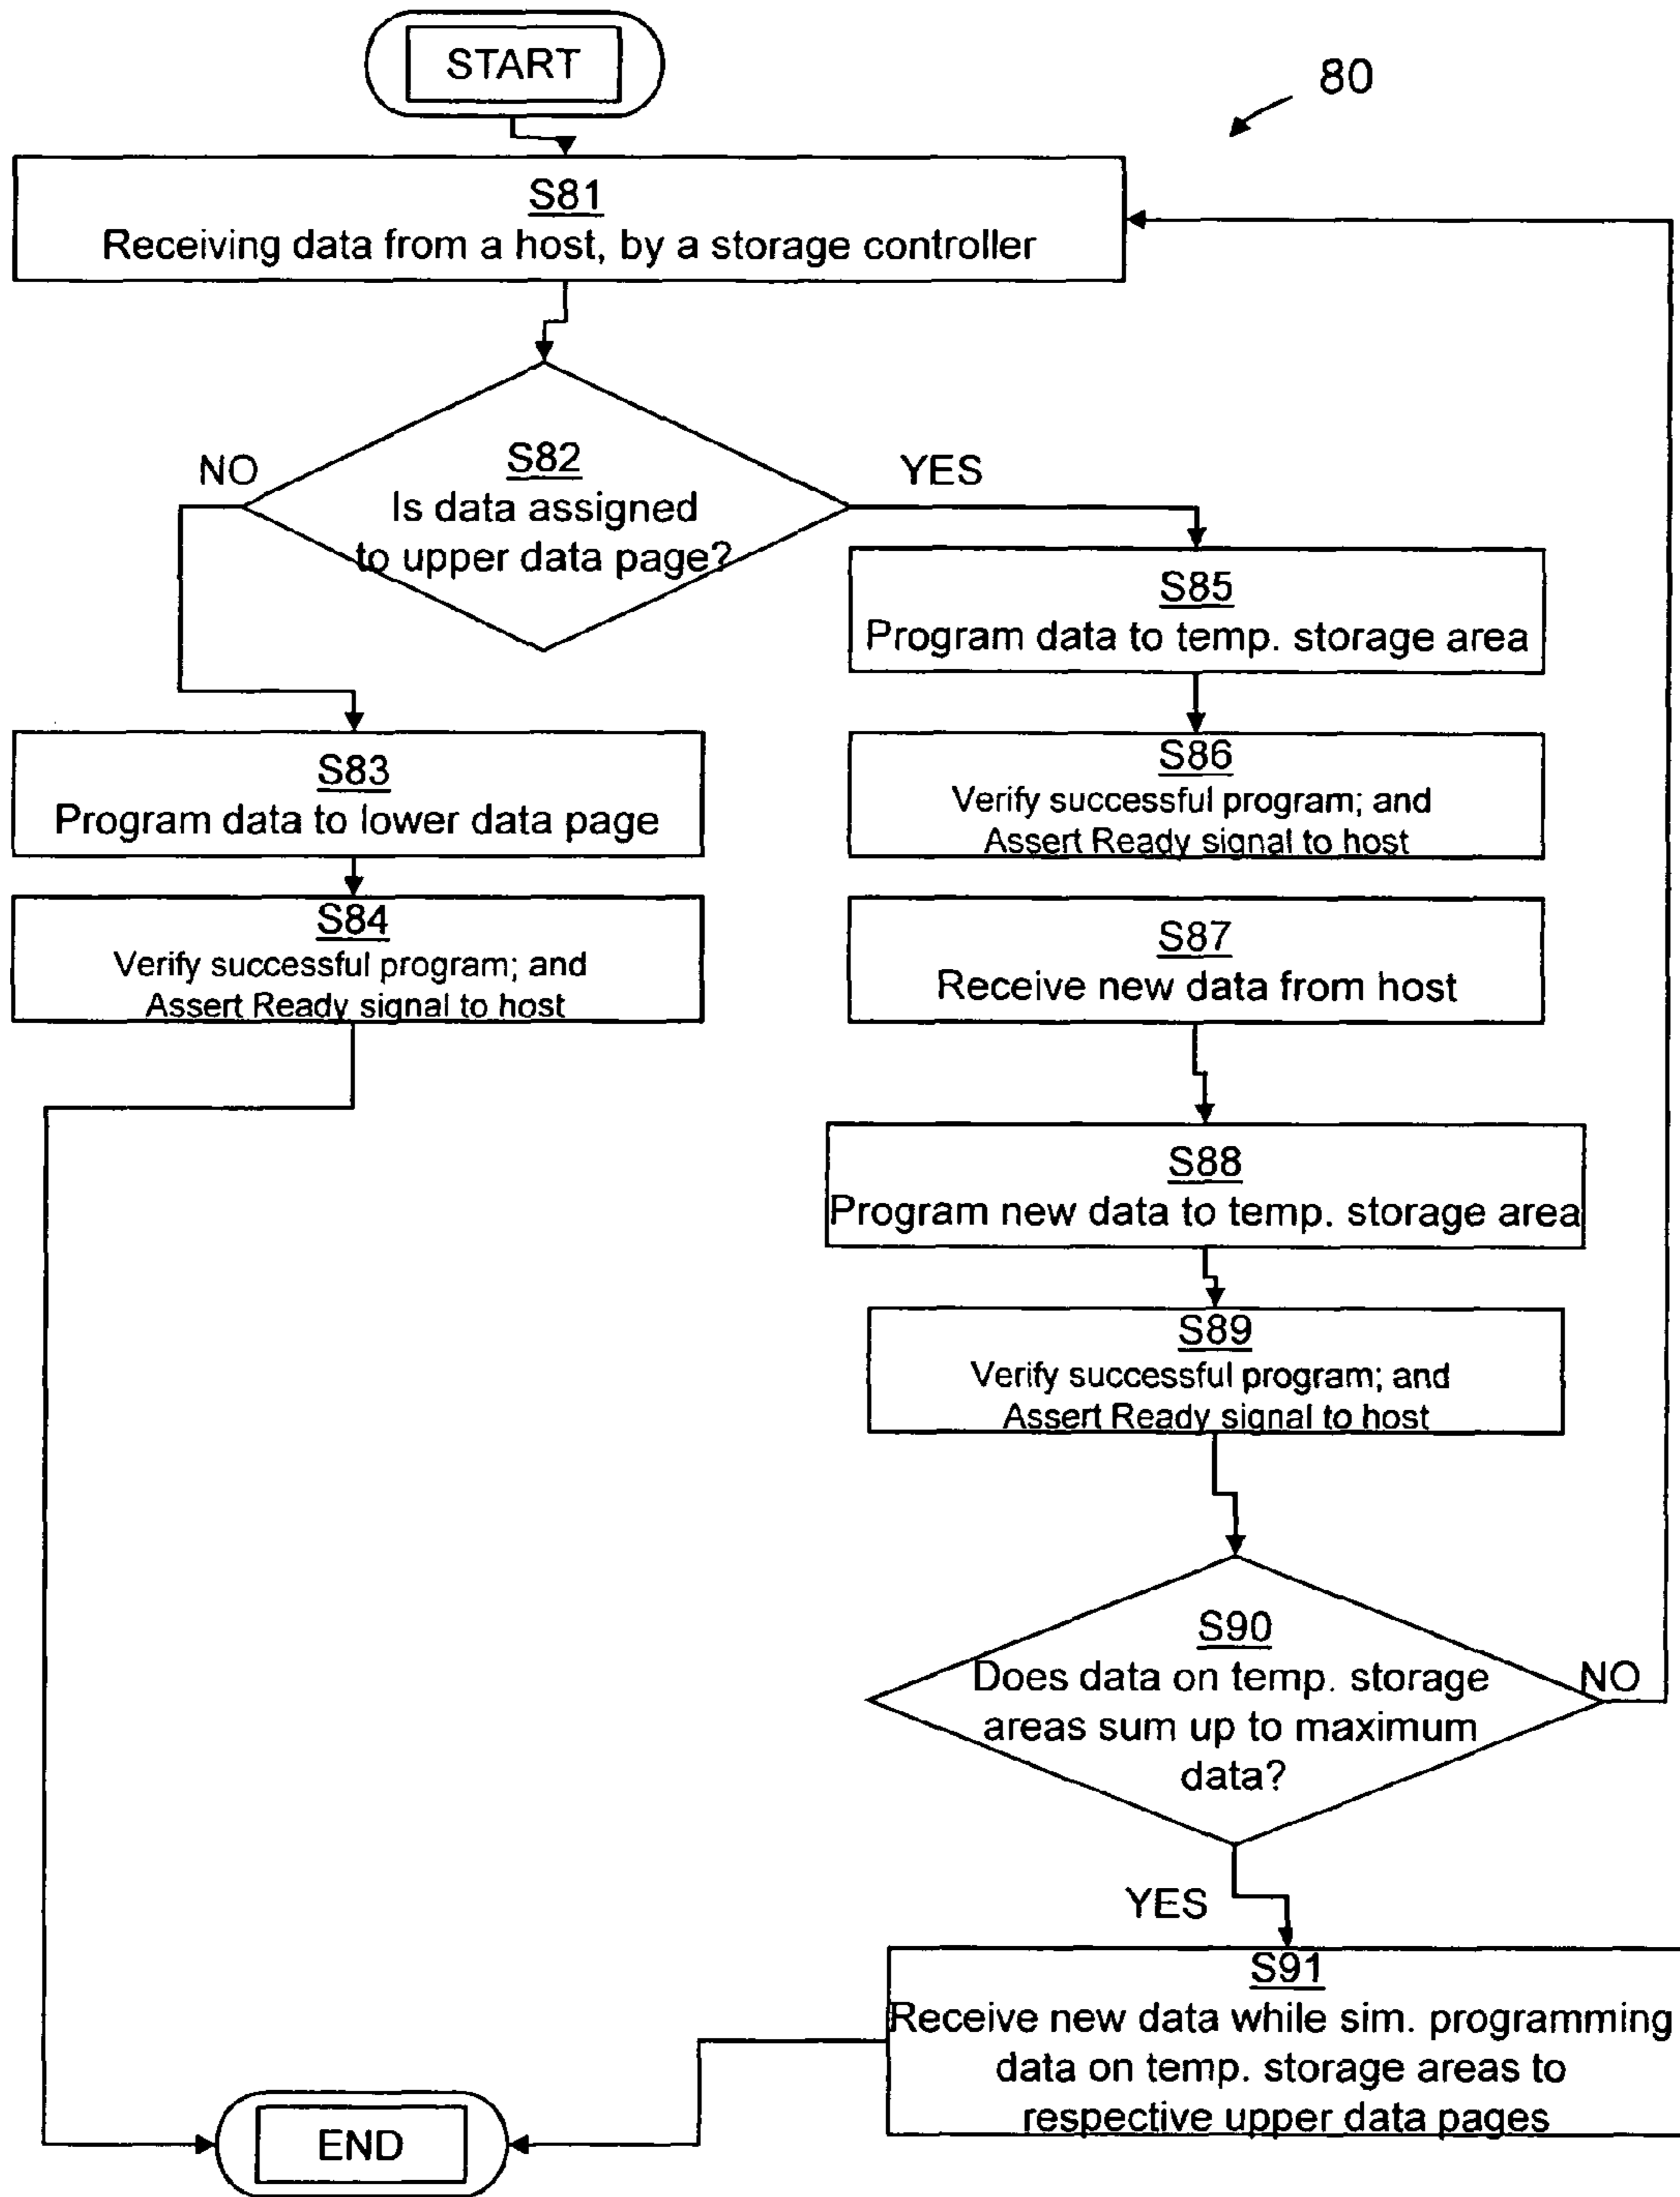 START
80
S81
Receiving data from a host, by a storage controller
NO
S82
Is data assigned
to upper data page?
YES
S85
Program data to temp. storage area
S83
Program data to lower data page
S86
Verify successful program; and
Assert Ready signal to host
S84
Verify successful program; and
Assert Ready signal to host
S87
Receive new data from host
S88
Program new data to temp. storage area
S89
Verify successful program; and
Assert Ready signal to host
S90
Does data on temp. storage
areas sum up to maximum
data?
NO
YES
S91
Receive new data while sim. programming
data on temp. storage areas to
respective upper data pages
END